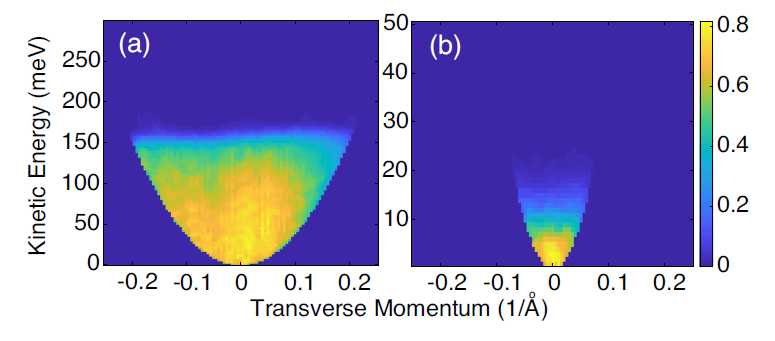 (a)
(b)
Kinetic Energy (meV)
250
200
150
100
50
0
50
40
30
20
10
0.8
0.6
0.4
0.2
0
-0.2 -0.1 0 0.1 0.2
-0.2 -0.1 0 0.1 0.2
Transverse Momentum (1/Å)